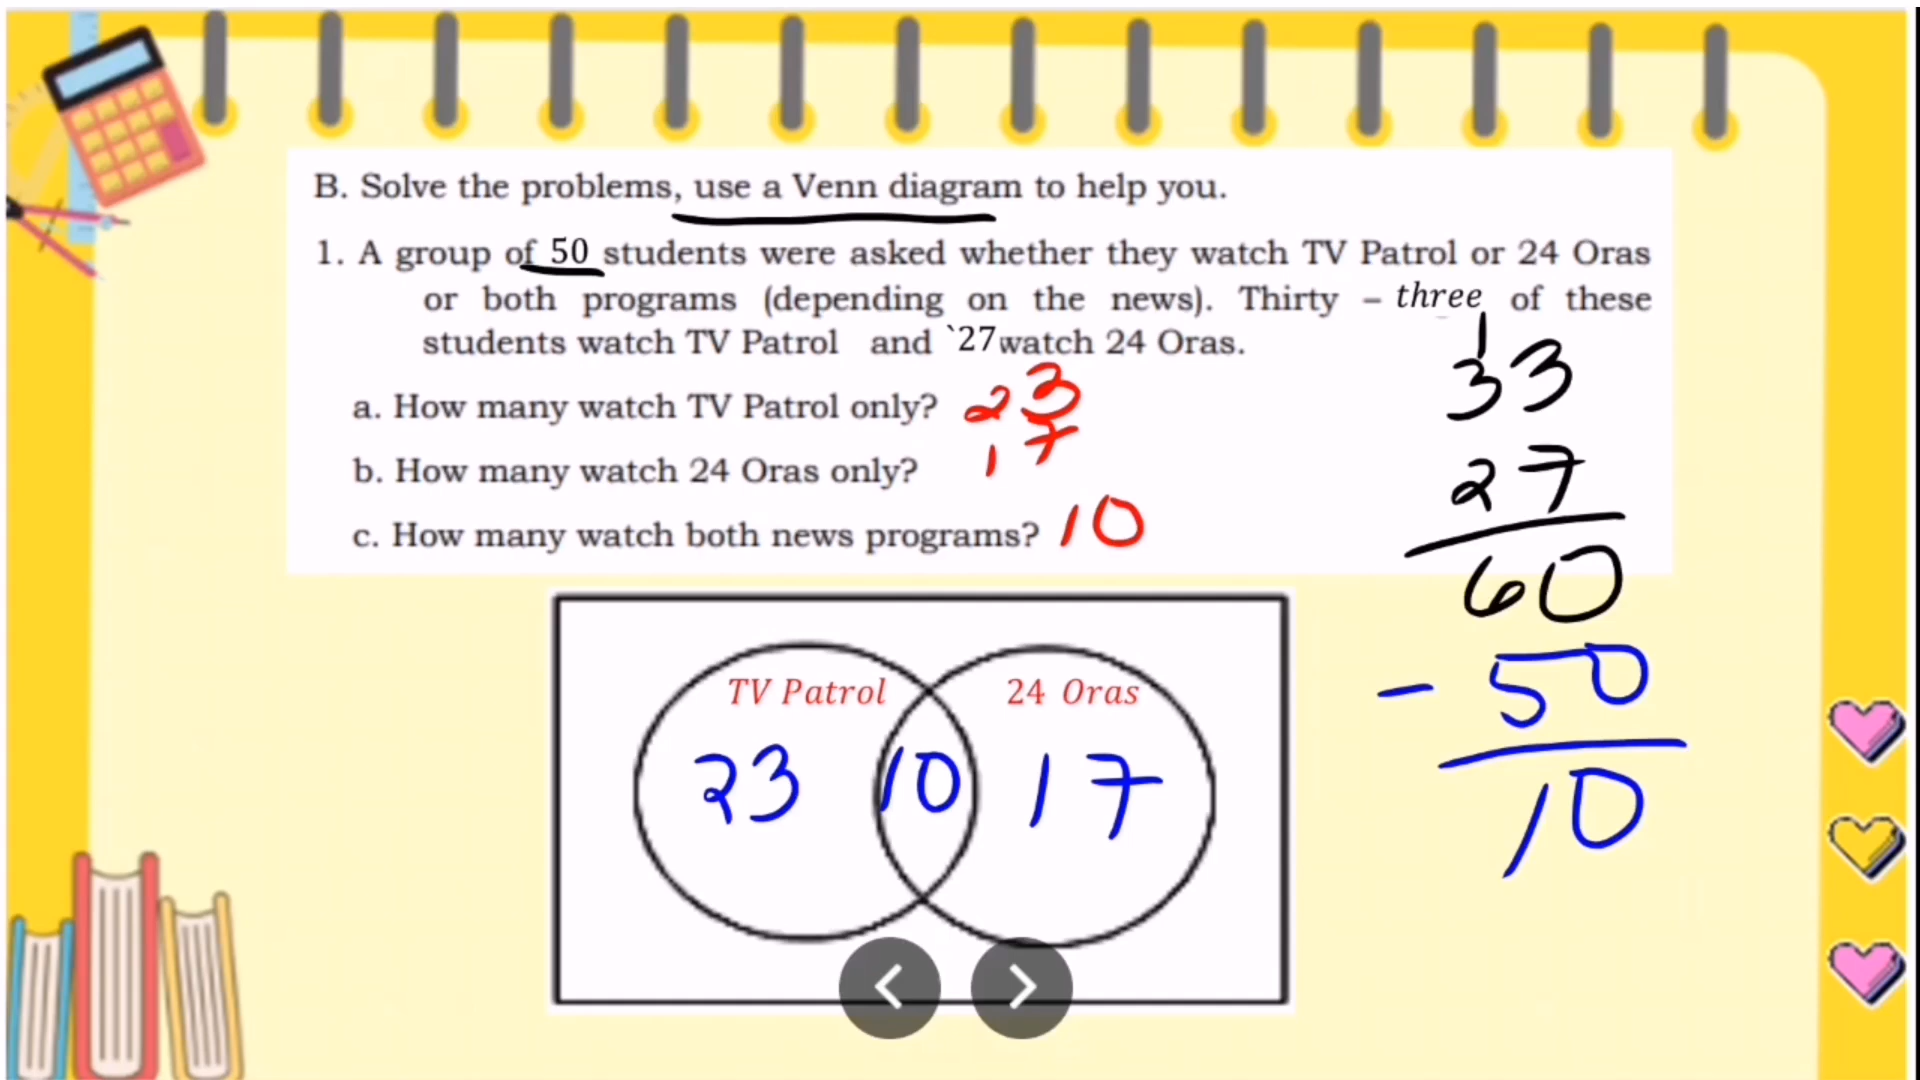 B. Solve the problems, use a Venn diagram to help you.
1. A group of 50 students were asked whether they watch TV Patrol or 24 Oras
or both programs (depending on the news). Thirty – three of these
students watch TV Patrol and `27 watch 24 Oras.
a. How many watch TV Patrol only? 23
b. How many watch 24 Oras only? 17
c. How many watch both news programs? 10
1
33
27
60
- 50
10
TV Patrol 24 Oras
23 10 17